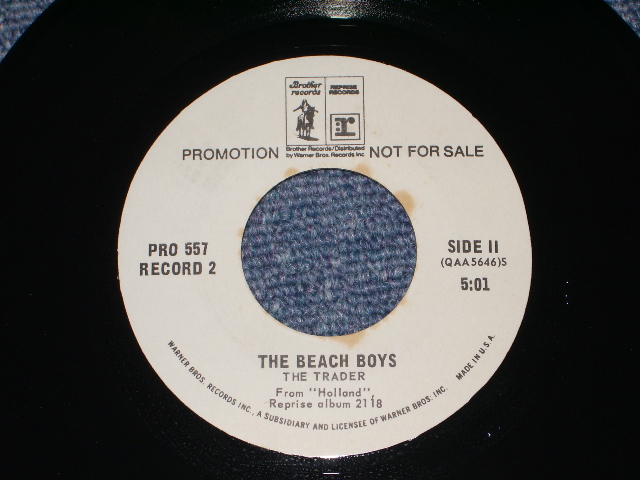 Brother
records
REPRISE
RECORDS
r
Brother Records/Distributed
by Warner Bros. Records Inc
PROMOTION NOT FOR SALE
PRO 557
RECORD 2
SIDE II
(QAA5646)S
5:01
THE BEACH BOYS
THE TRADER
From "Holland",
Reprise album 2118
WARNER BROS. RECORDS INC., A SUBSIDIARY AND LICENSEE OF WARNER BROS. INC. MADE IN U.S.A.